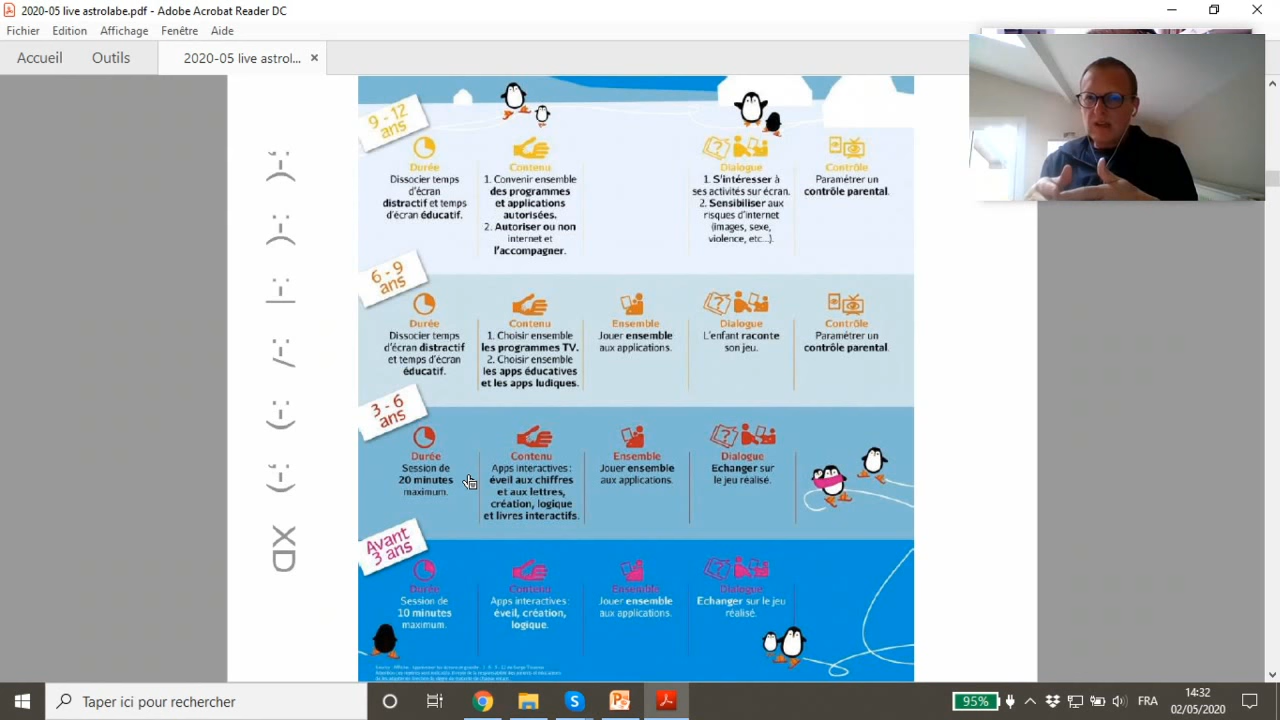 2020-05 live astrolabe.pdf - Adobe Acrobat Reader DC
Fichier Edition Affichage Fenêtre Aide
Accueil Outils 2020-05 live astrol... ×
9 - 12
ans
Durée
Dissocier temps
d'écran
distractif et temps
d'écran éducatif.
Contenu
1. Convenir ensemble
des programmes
et applications
autorisées.
2. Autoriser ou non
internet et
l'accompagner.
Dialogue
1. S'intéresser à
ses activités sur écran.
2. Sensibiliser aux
risques d'internet
(images, sexe,
violence, etc...).
Contrôle
Paramétrer un
contrôle parental.
6 - 9
ans
Durée
Dissocier temps
d'écran distractif
et temps d'écran
éducatif.
Contenu
1. Choisir ensemble
les programmes TV.
2. Choisir ensemble
les apps éducatives
et les apps ludiques.
Ensemble
Jouer ensemble
aux applications.
Dialogue
L'enfant raconte
son jeu.
Contrôle
Paramétrer un
contrôle parental.
3 - 6
ans
Durée
Session de
20 minutes
maximum.
Contenu
Apps interactives :
éveil aux chiffres
et aux lettres,
création, logique
et livres interactifs.
Ensemble
Jouer ensemble
aux applications.
Dialogue
Echanger sur
le jeu réalisé.
Avant
3 ans
Durée
Session de
10 minutes
maximum.
Contenu
Apps interactives :
éveil, création,
logique.
Ensemble
Jouer ensemble
aux applications.
Dialogue
Echanger sur le jeu
réalisé.
;-(
:-(
:-|
:-/
:-)
;-)
XD
Taper ici pour rechercher
95%
FRA
14:32
02/05/2020